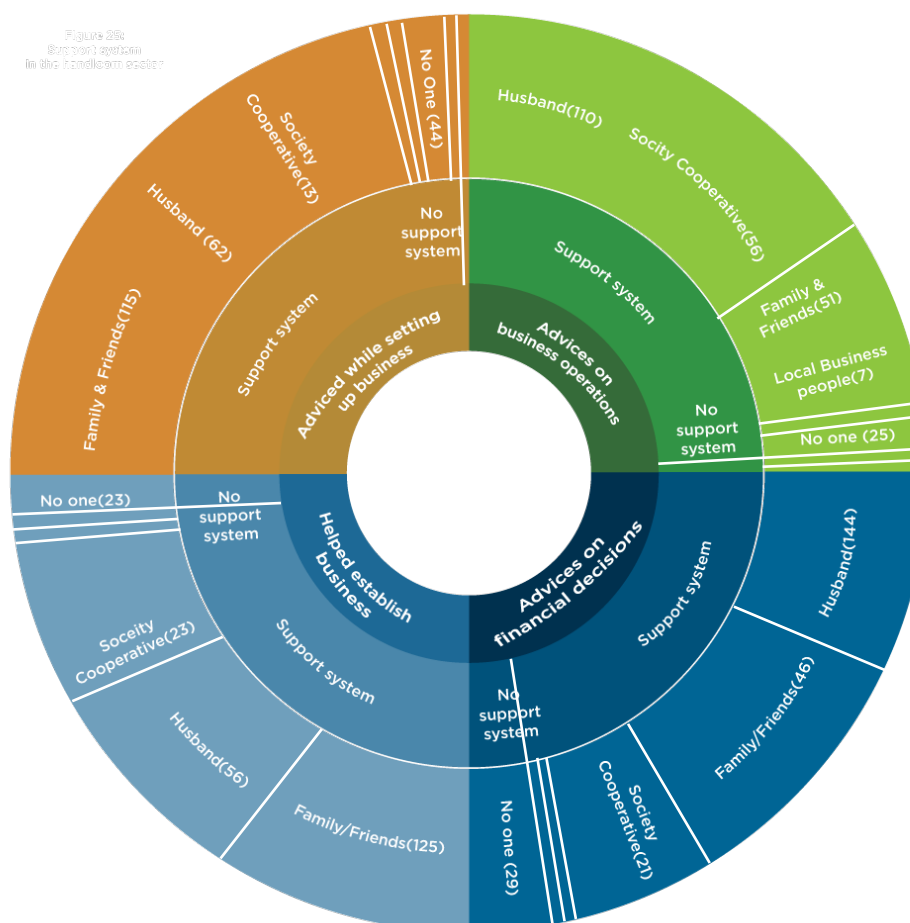 Figure 29:
Support system
in the handloom sector
Husband(110)
Socity Cooperative(56)
Family &
Friends(51)
Local Business
people(7)
No one (25)
Support system
No
support
system
Advices on
business operations
Husband(144)
Family/Friends(46)
Society
Cooperative(21)
No one (29)
Support system
No
support
system
Advices on
financial decisions
Family/Friends(125)
Husband(56)
Soceity
Cooperative(23)
No one(23)
Support system
No
support
system
Helped establish
business
Family & Friends(115)
Husband (62)
Society
Cooperative(13)
No One (44)
Support system
No
support
system
Adviced while setting
up business